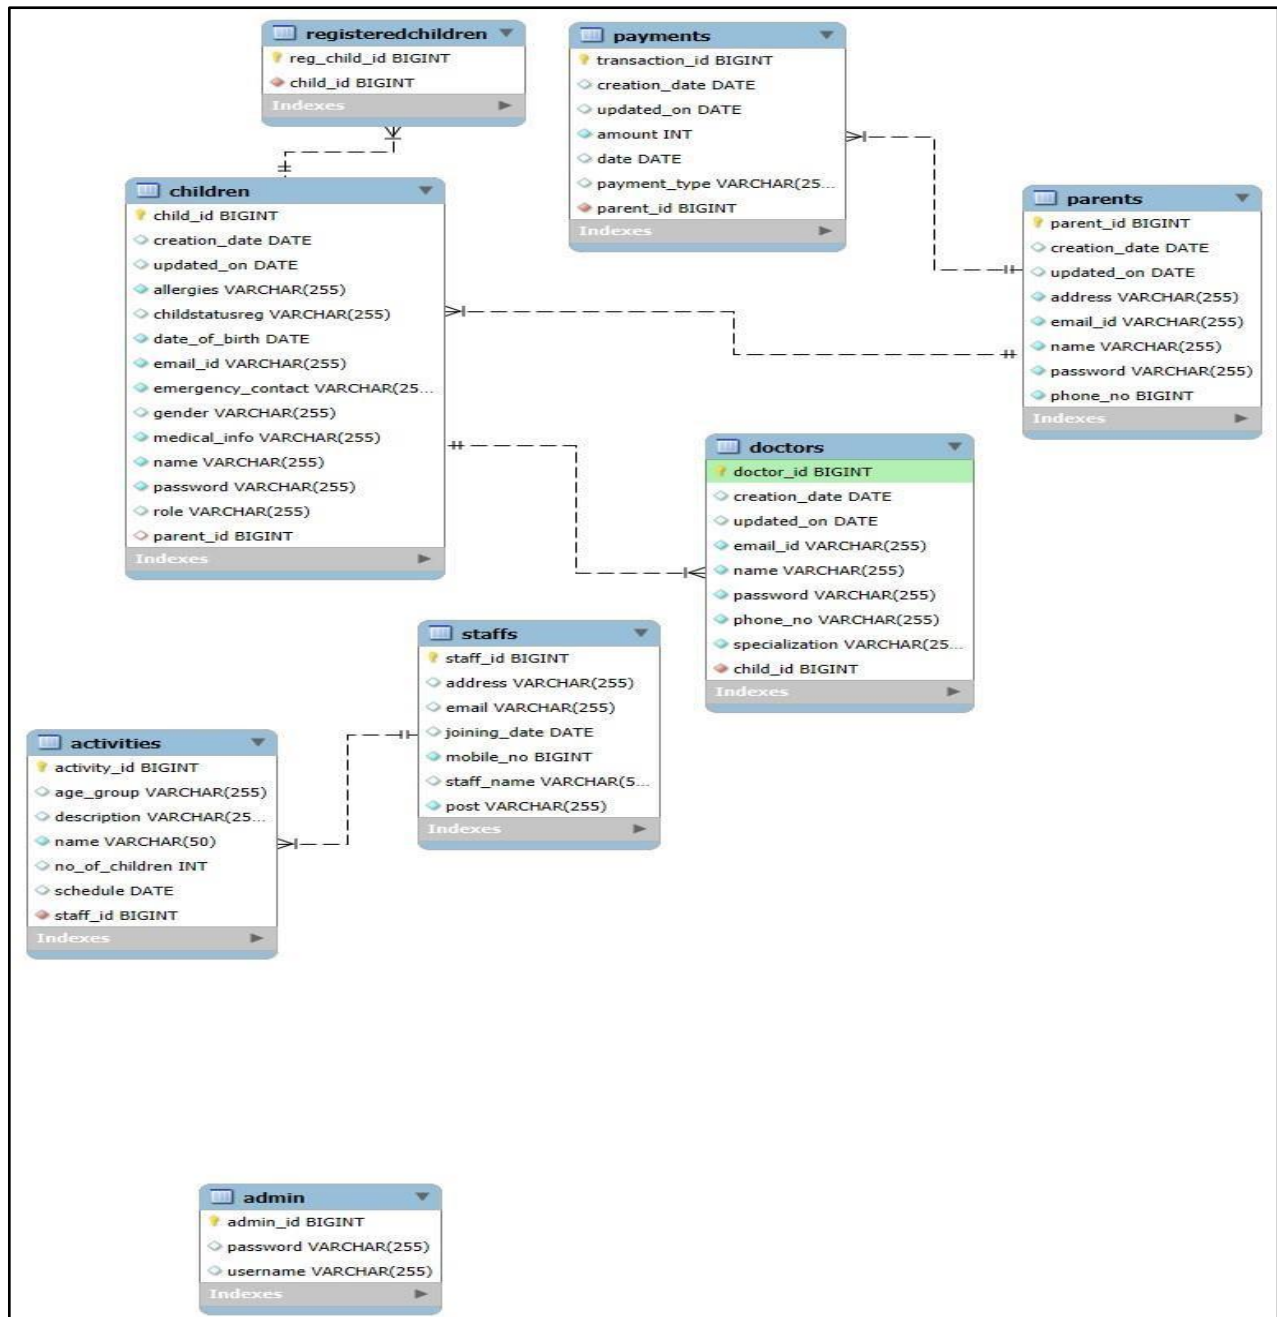 registeredchildren
reg_child_id BIGINT
child_id BIGINT
Indexes
payments
transaction_id BIGINT
creation_date DATE
updated_on DATE
amount INT
date DATE
payment_type VARCHAR(25...
parent_id BIGINT
Indexes
children
child_id BIGINT
creation_date DATE
updated_on DATE
allergies VARCHAR(255)
childstatusreg VARCHAR(255)
date_of_birth DATE
email_id VARCHAR(255)
emergency_contact VARCHAR(25...
gender VARCHAR(255)
medical_info VARCHAR(255)
name VARCHAR(255)
password VARCHAR(255)
role VARCHAR(255)
parent_id BIGINT
Indexes
parents
parent_id BIGINT
creation_date DATE
updated_on DATE
address VARCHAR(255)
email_id VARCHAR(255)
name VARCHAR(255)
password VARCHAR(255)
phone_no BIGINT
Indexes
doctors
doctor_id BIGINT
creation_date DATE
updated_on DATE
email_id VARCHAR(255)
name VARCHAR(255)
password VARCHAR(255)
phone_no VARCHAR(255)
specialization VARCHAR(25...
child_id BIGINT
Indexes
staffs
staff_id BIGINT
address VARCHAR(255)
email VARCHAR(255)
joining_date DATE
mobile_no BIGINT
staff_name VARCHAR(5...
post VARCHAR(255)
Indexes
activities
activity_id BIGINT
age_group VARCHAR(255)
description VARCHAR(25...
name VARCHAR(50)
no_of_children INT
schedule DATE
staff_id BIGINT
Indexes
admin
admin_id BIGINT
password VARCHAR(255)
username VARCHAR(255)
Indexes